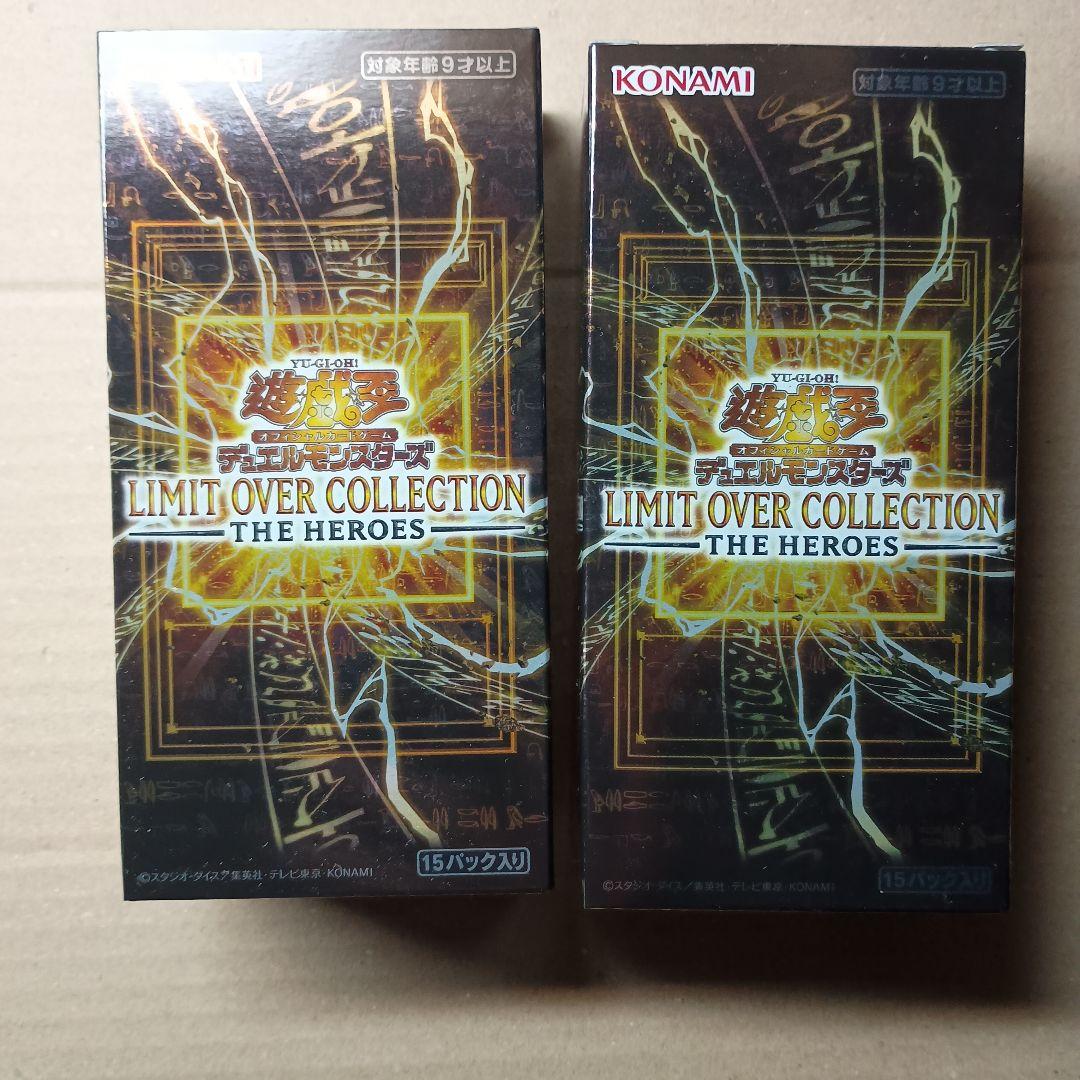 対象年齢9才以上
YU-GI-OH!
遊戯王
オフィシャルカードゲーム
デュエルモンスターズ
LIMIT OVER COLLECTION
THE HEROES
15パック入り
©スタジオ・ダイス/集英社・テレビ東京・KONAMI
KONAMI
対象年齢9才以上
YU-GI-OH!
遊戯王
オフィシャルカードゲーム
デュエルモンスターズ
LIMIT OVER COLLECTION
THE HEROES
15パック入り
©スタジオ・ダイス/集英社・テレビ東京・KONAMI